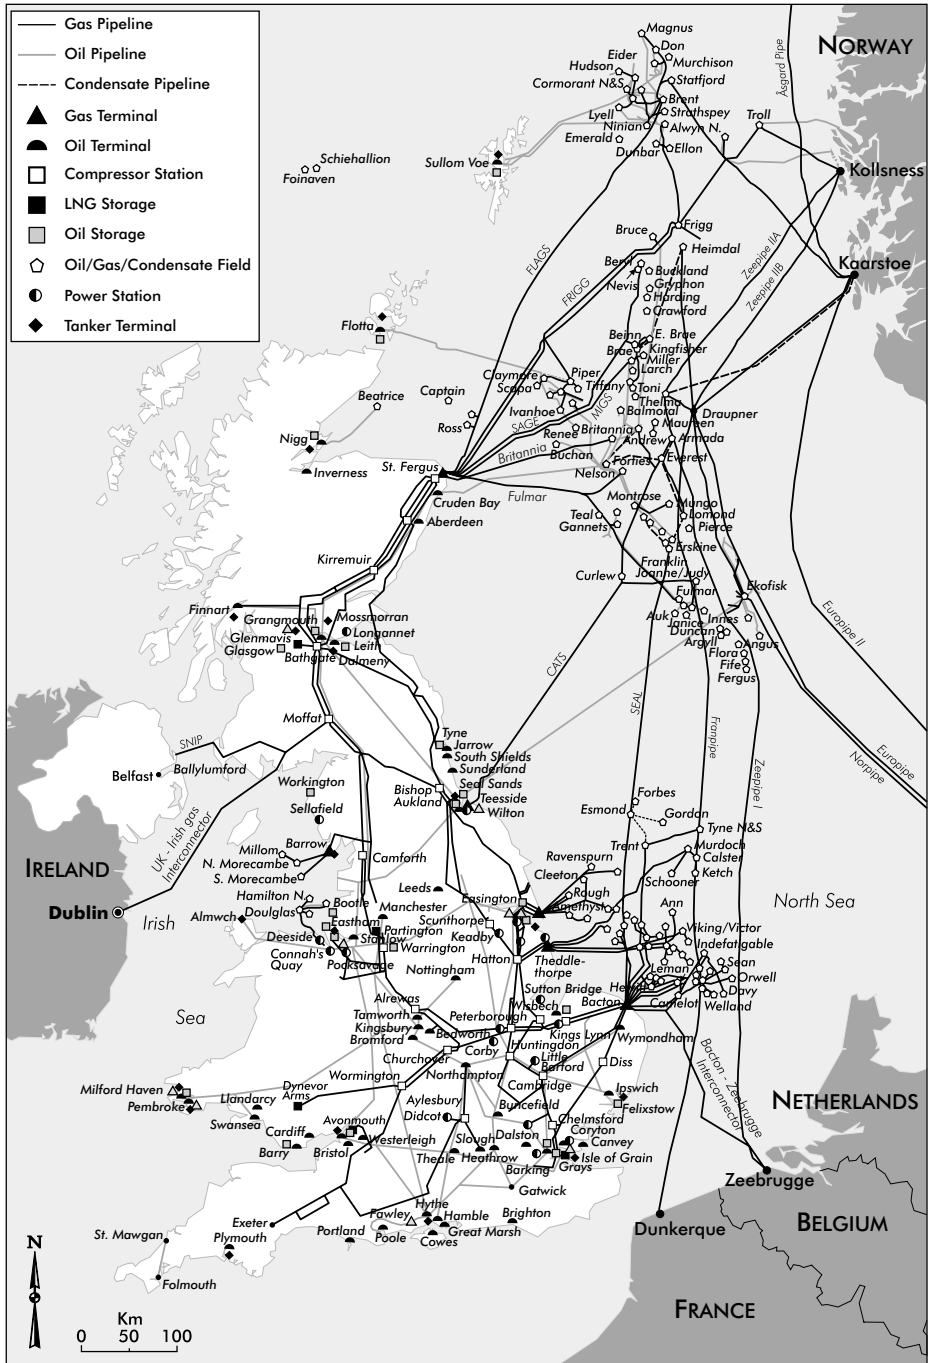 Gas Pipeline
Oil Pipeline
Condensate Pipeline
Gas Terminal
Oil Terminal
Compressor Station
LNG Storage
Oil Storage
Oil/Gas/Condensate Field
Power Station
Tanker Terminal
NORWAY
Åsgard Pipe
Magnus
Don
Eider
Murchison
Hudson
Statfjord
Cormorant N&S
Brent
Strathspey
Lyell
Ninian
Alwyn N.
Troll
Emerald
Dunbar
Ellon
Schiehallion
Foinaven
Sullom Voe
Kollsness
Bruce
Frigg
Heimdal
FLAGS
FRIGG
Zeepipe IIA
Zeepipe IIB
Kaarstoe
Beryl
Buckland
Nevis
Gryphon
Harding
Crawford
Flotta
Beinn
E. Brae
Brae
Kingfisher
Miller
Larch
Claymore
Piper
Scapa
Tiffany
Toni
Thelma
Beatrice
Captain
Ivanhoe
MIGS
Balmoral
Draupner
Ross
SAGE
Renee
Britannia
Maureen
Andrew
Armada
Nigg
Britannia
Buchan
Forties
Everest
Inverness
St. Fergus
Nelson
Cruden Bay
Fulmar
Montrose
Mungo
Aberdeen
Teal
Lomond
Gannets
Pierce
Erskine
Kirremuir
Franklin
Curlew
Joanne/Judy
Fulmar
Ekofisk
Finnart
Grangmouth
Mossmorran
Auk
Innes
Janice
Glenmavis
Longannet
Duncan
Angus
Glasgow
Leith
Argyll
Bathgate
Dalmeny
Flora
Fife
Fergus
CATS
Europipe II
SEAL
Franpipe
Moffat
SNIP
Tyne
Jarrow
South Shields
Sunderland
Europipe
Norpipe
Zeepipe I
Belfast
Ballylumford
Workington
Bishop
Aukland
Seal Sands
Teesside
Wilton
Sellafield
Forbes
Esmond
Gordon
UK - Irish gas
Interconnector
Tyne N&S
IRELAND
Millom
Barrow
Trent
Murdoch
N. Morecambe
Camforth
Ravenspurn
Calster
S. Morecambe
Cleeton
Ketch
Schooner
Dublin
Hamilton N.
Leeds
Easington
Rough
North Sea
Irish
Almwch
Doulglas
Bootle
Manchester
Amethyst
Ann
Eastham
Partington
Scunthorpe
Viking/Victor
Deeside
Stanlow
Keadby
Indefatigable
Connah's
Quay
Warrington
Hatton
Theddle-
thorpe
Pocksavage
Leman
Sean
Nottingham
Sutton Bridge
Orwell
Sea
Alrewas
Wisbech
Bacton
Camelot
Davy
Welland
Tamworth
Peterborough
Kingsbury
Bedworth
Kings Lynn
Wymondham
Bromford
Corby
Huntingdon
Churchover
Little
Barford
Diss
Bacton - Zeebrugge
Interconnector
Milford Haven
Dynevor
Arms
Wormington
Northampton
Cambridge
NETHERLANDS
Pembroke
Llandarcy
Aylesbury
Buncefield
Ipswich
Swansea
Didcot
Felixstow
Avonmouth
Chelmsford
Cardiff
Dalston
Coryton
Barry
Bristol
Westerleigh
Slough
Canvey
Theale
Heathrow
Isle of Grain
Barking
Grays
Zeebrugge
Gatwick
Exeter
Fawley
Hythe
Hamble
Brighton
Dunkerque
BELGIUM
St. Mawgan
Plymouth
Portland
Poole
Great Marsh
Cowes
N
Folmouth
FRANCE
Km
0 50 100